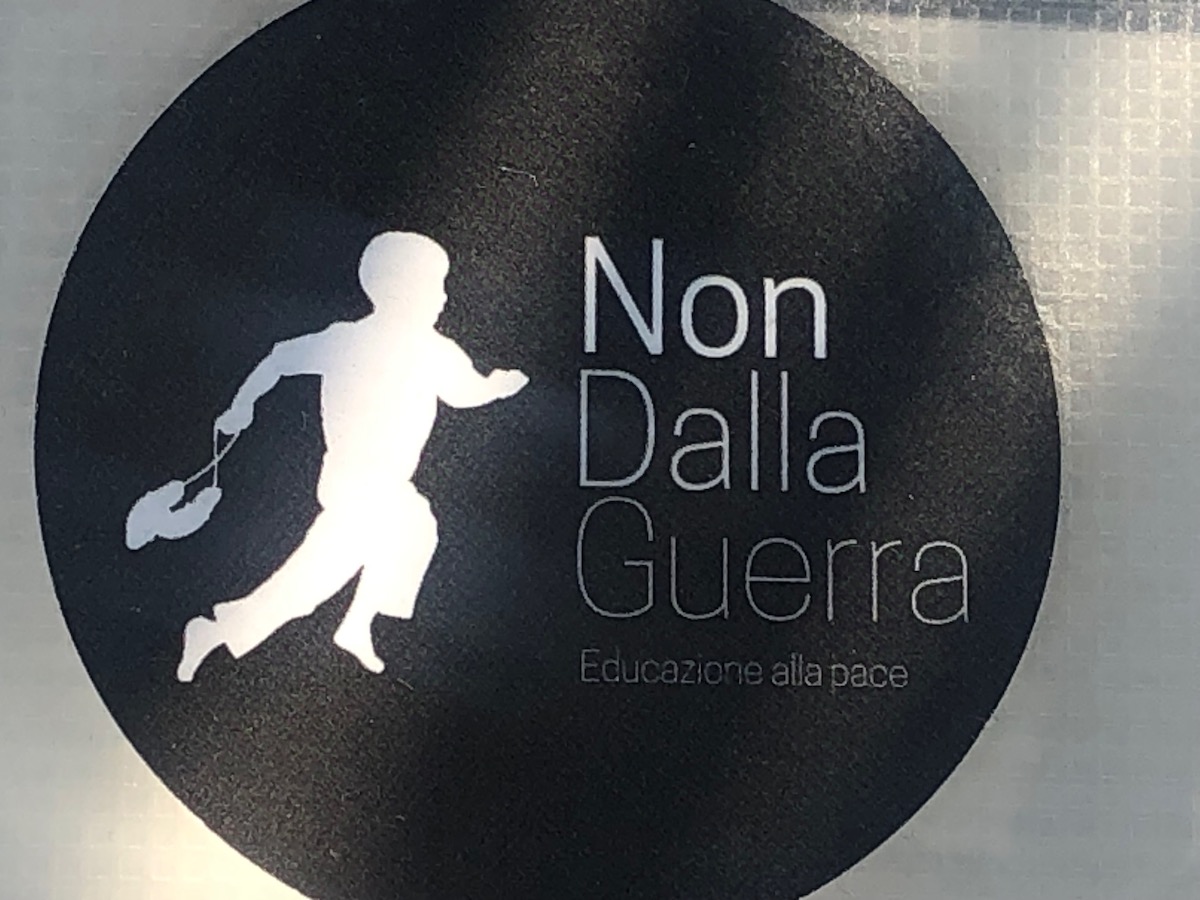 Non
Dalla
Guerra
Educazione alla pace